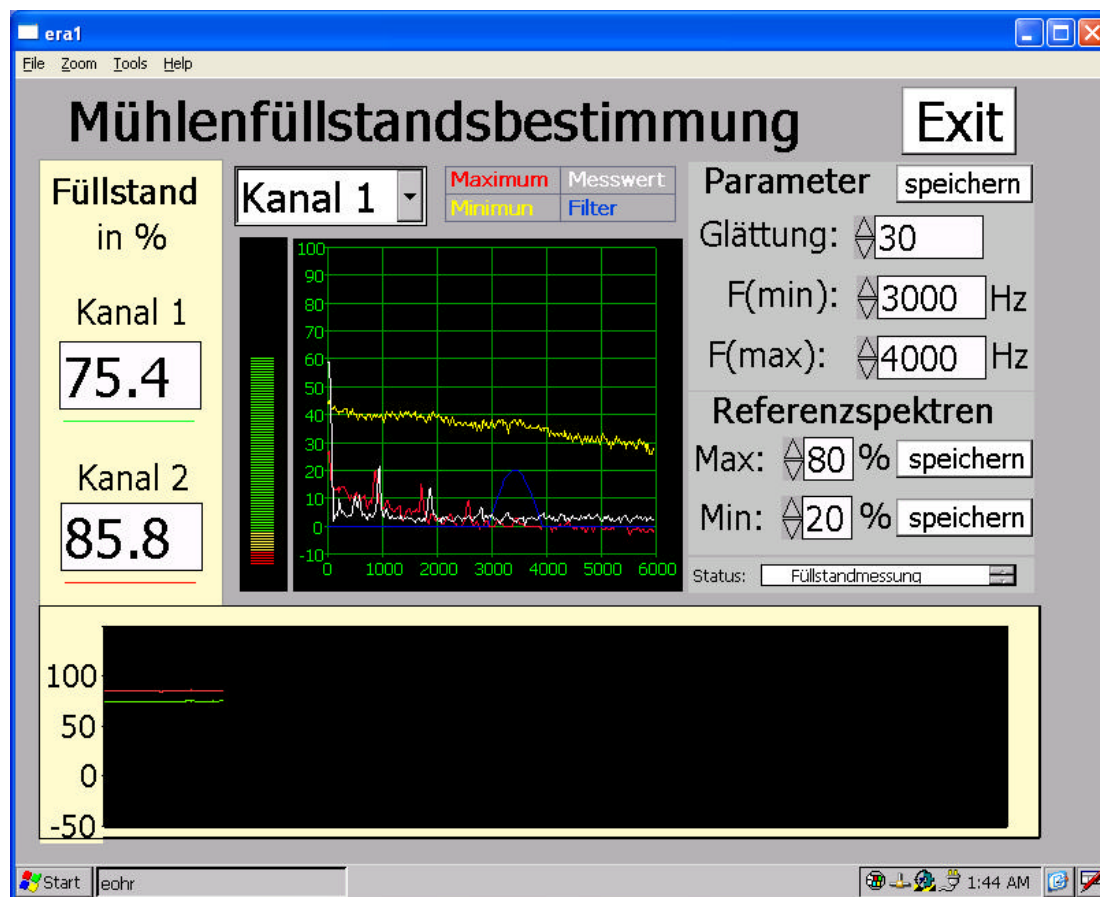 era1
File Zoom Tools Help
Mühlenfüllstandsbestimmung
Exit
Füllstand
in %
Kanal 1
75.4
Kanal 2
85.8
Kanal 1
Maximum Messwert
Minimun Filter
100
90
80
70
60
50
40
30
20
10
0
-10
0 1000 2000 3000 4000 5000 6000
Parameter speichern
Glättung: 30
F(min): 3000 Hz
F(max): 4000 Hz
Referenzspektren
Max: 80 % speichern
Min: 20 % speichern
Status: Füllstandmessung
100
50
0
-50
Start eohr 1:44 AM